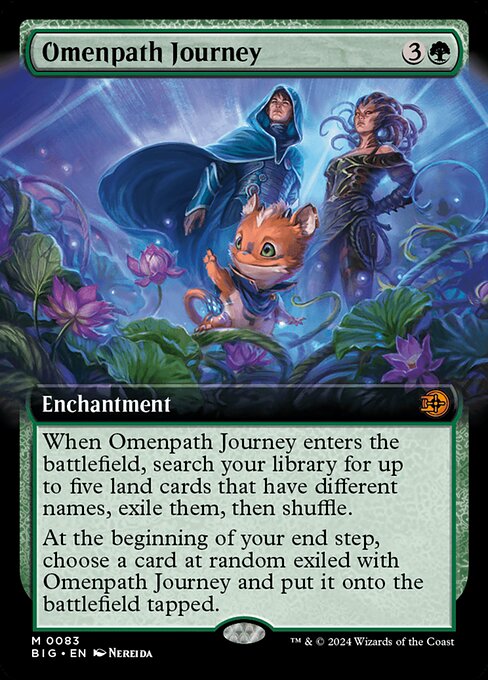 Omenpath Journey 3
Enchantment
When Omenpath Journey enters the
battlefield, search your library for up
to five land cards that have different
names, exile them, then shuffle.
At the beginning of your end step,
choose a card at random exiled with
Omenpath Journey and put it onto the
battlefield tapped.
M 0083
BIG • EN NEREIDA
™ & © 2024 Wizards of the Coast